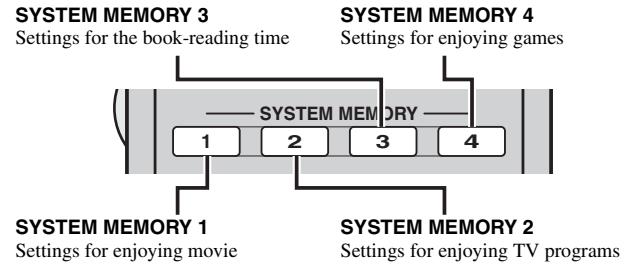 SYSTEM MEMORY 3
Settings for the book-reading time
SYSTEM MEMORY 4
Settings for enjoying games
SYSTEM MEMORY
1 2 3 4
SYSTEM MEMORY 1
Settings for enjoying movie
SYSTEM MEMORY 2
Settings for enjoying TV programs